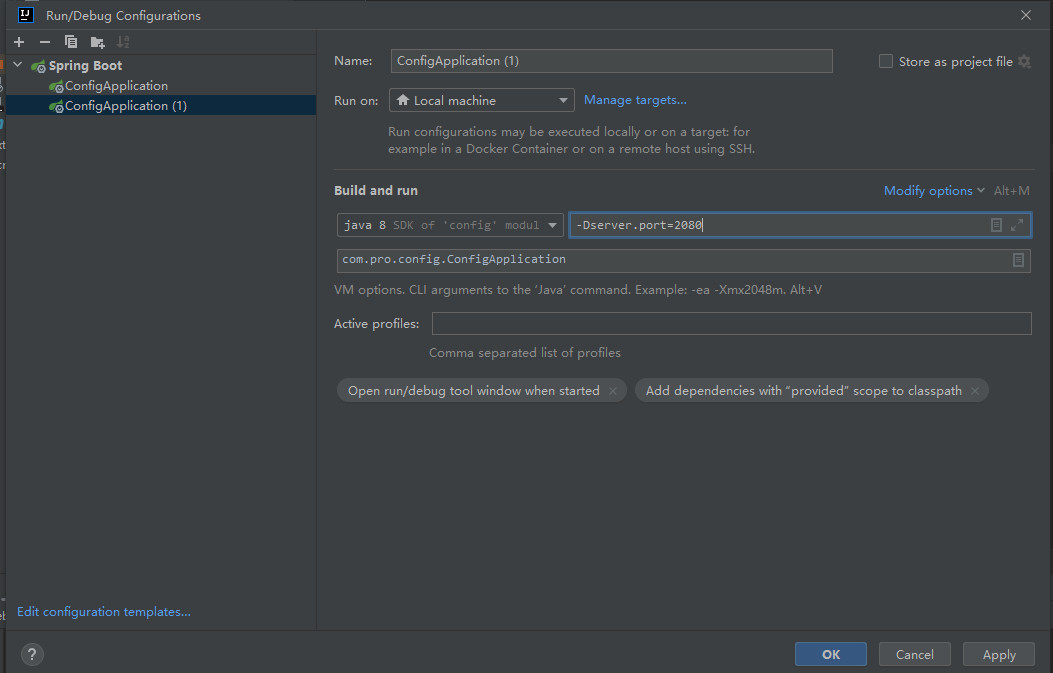 Run/Debug Configurations
Spring Boot
ConfigApplication
ConfigApplication (1)
Name: ConfigApplication (1) Store as project file
Run on: Local machine Manage targets...
Run configurations may be executed locally or on a target: for
example in a Docker Container or on a remote host using SSH.
Build and run Modify options Alt+M
java 8 SDK of 'config' modul -Dserver.port=2080
com.pro.config.ConfigApplication
VM options. CLI arguments to the ‘Java’ command. Example: -ea -Xmx2048m. Alt+V
Active profiles:
Comma separated list of profiles
Open run/debug tool window when started × Add dependencies with “provided” scope to classpath ×
Edit configuration templates...
? OK Cancel Apply